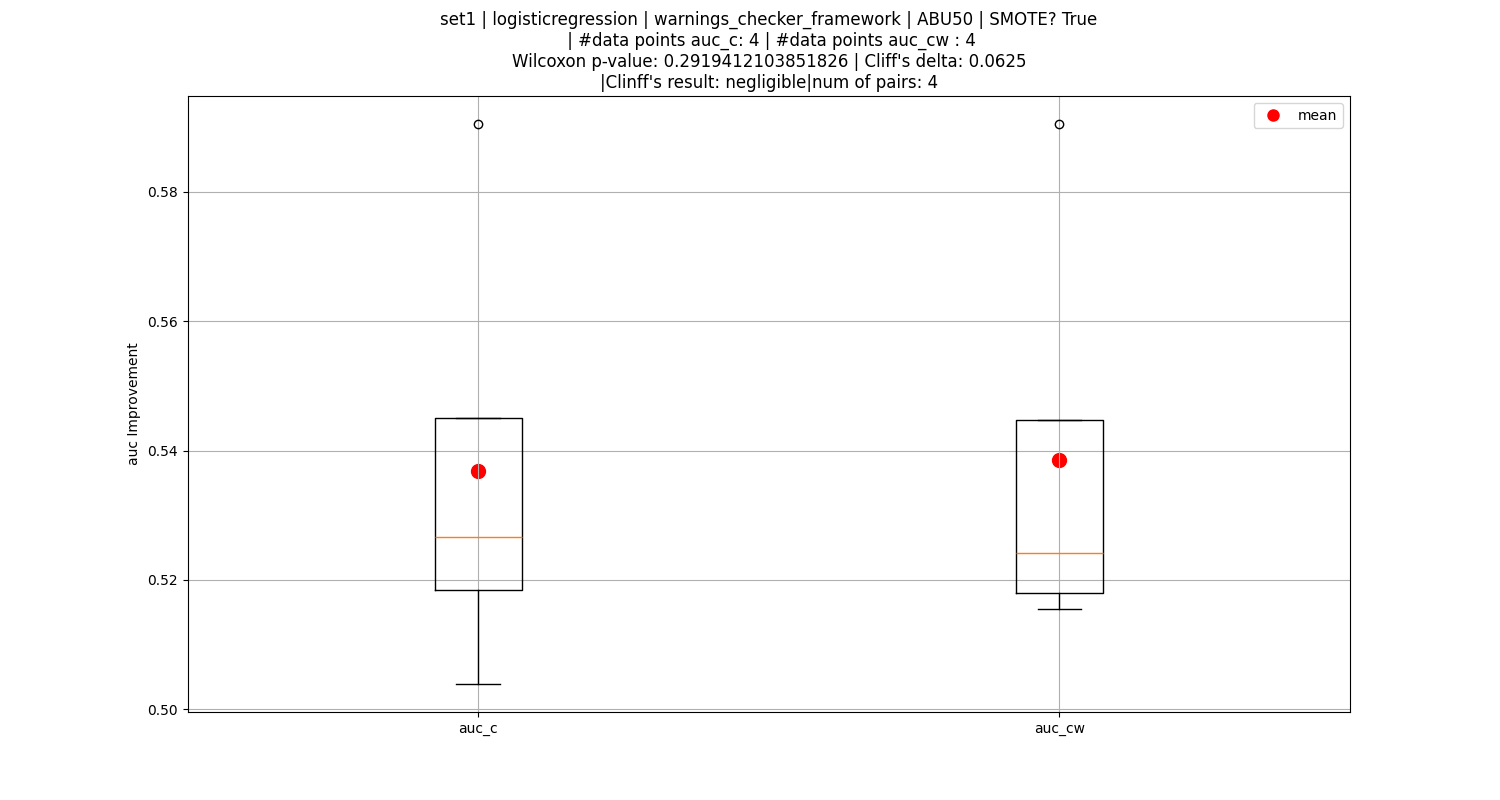 set1 | logisticregression | warnings_checker_framework | ABU50 | SMOTE? True
| #data points auc_c: 4 | #data points auc_cw : 4
Wilcoxon p-value: 0.2919412103851826 | Cliff's delta: 0.0625
|Clinff's result: negligible|num of pairs: 4
mean
0.58
0.56
0.54
0.52
0.50
auc Improvement
auc_c
auc_cw